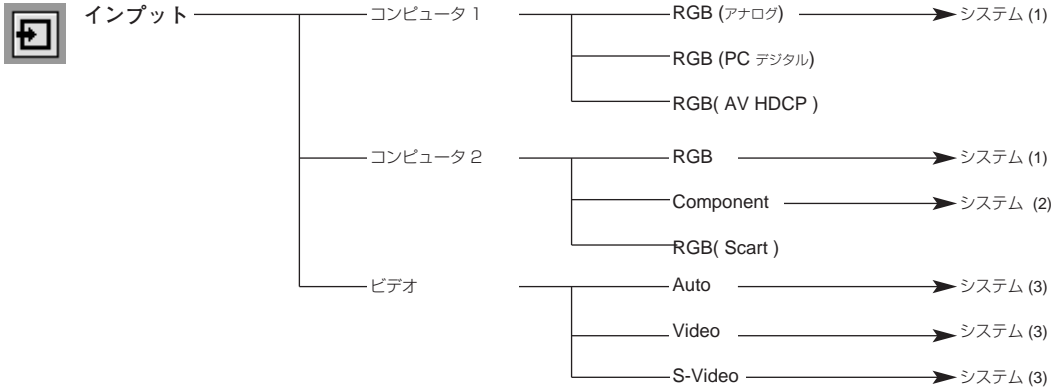 インプット コンピュータ 1 RGB (アナログ) システム (1)
RGB (PC デジタル)
RGB( AV HDCP )
コンピュータ 2 RGB システム (1)
Component システム (2)
RGB( Scart )
ビデオ Auto システム (3)
Video システム (3)
S-Video システム (3)